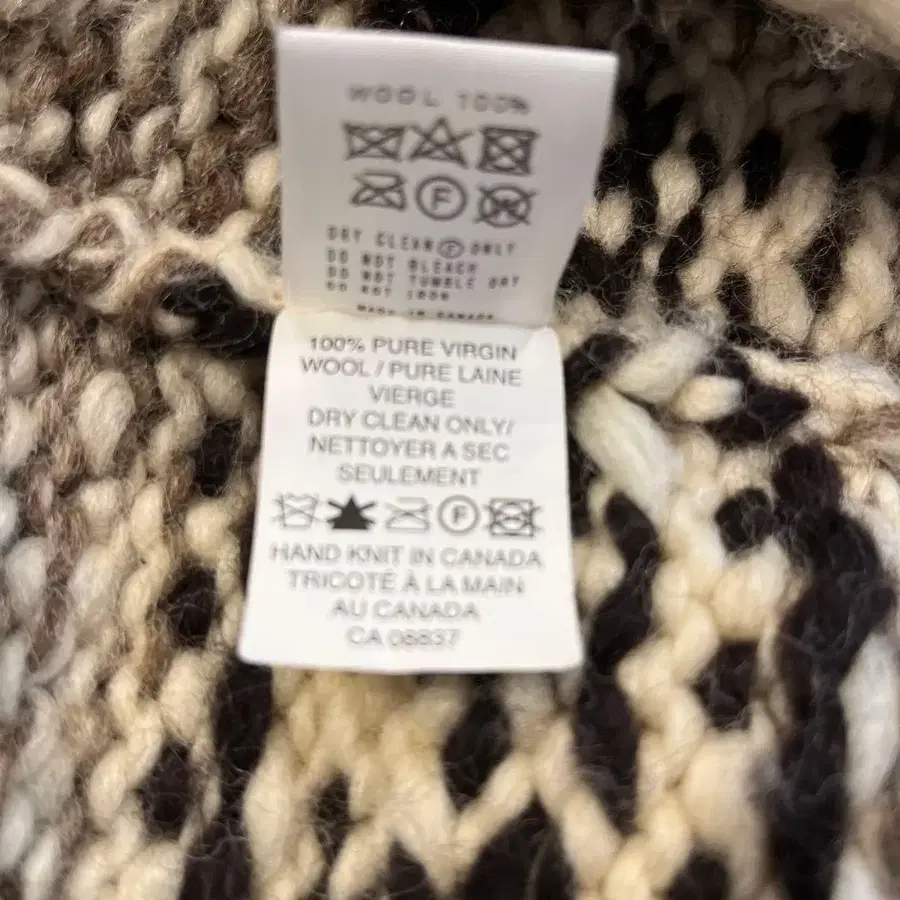 WOOL 100%
F
DRY CLEAN Ⓕ ONLY
DO NOT BLEACH
DO NOT TUMBLE DRY
DO NOT IRON
MADE IN CANADA
100% PURE VIRGIN
WOOL / PURE LAINE
VIERGE
DRY CLEAN ONLY/
NETTOYER A SEC
SEULEMENT
F
HAND KNIT IN CANADA
TRICOTÉ À LA MAIN
AU CANADA
CA 08837